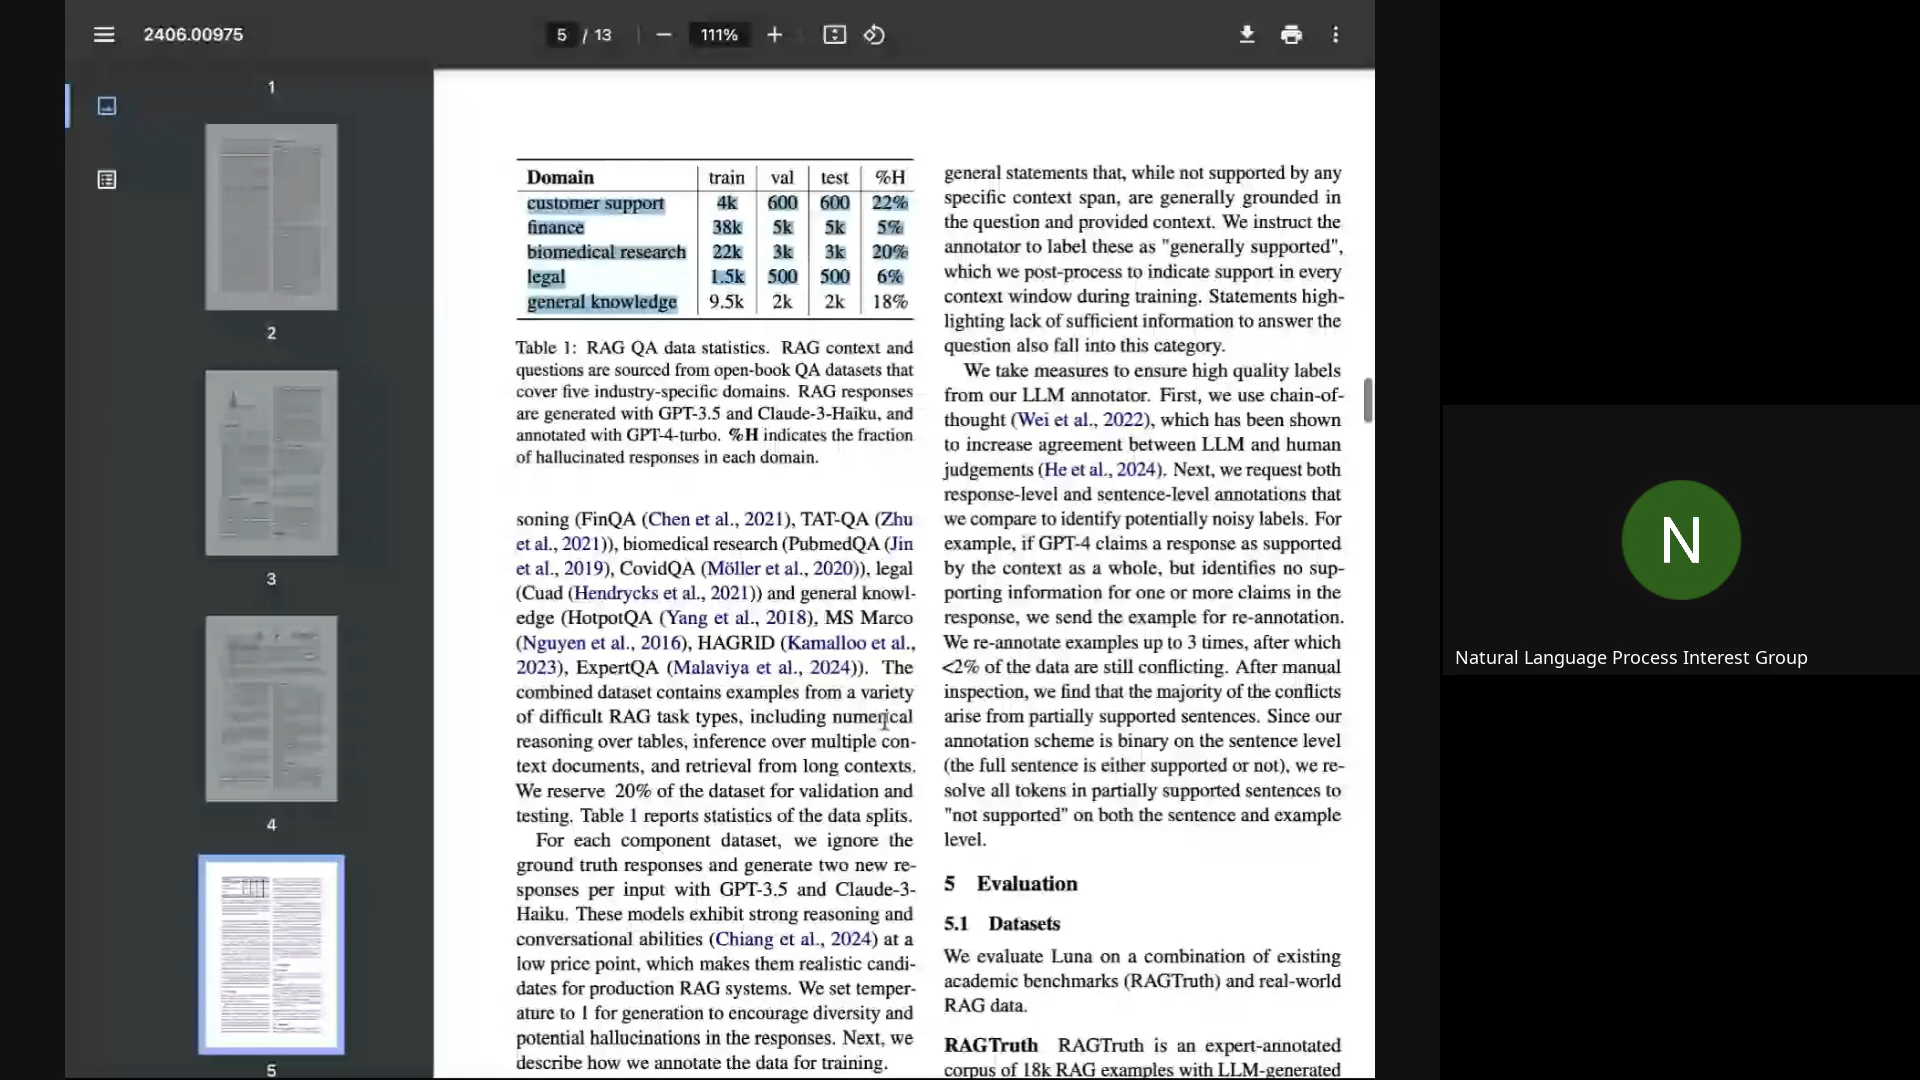 2406.00975
5 / 13
111%
1
2
3
4
5
Domain train val test %H
customer support 4k 600 600 22%
finance 38k 5k 5k 5%
biomedical research 22k 3k 3k 20%
legal 1.5k 500 500 6%
general knowledge 9.5k 2k 2k 18%
Table 1: RAG QA data statistics. RAG context and
questions are sourced from open-book QA datasets that
cover five industry-specific domains. RAG responses
are generated with GPT-3.5 and Claude-3-Haiku, and
annotated with GPT-4-turbo. %H indicates the fraction
of hallucinated responses in each domain.
soning (FinQA (Chen et al., 2021), TAT-QA (Zhu
et al., 2021)), biomedical research (PubmedQA (Jin
et al., 2019), CovidQA (Möller et al., 2020)), legal
(Cuad (Hendrycks et al., 2021)) and general knowl-
edge (HotpotQA (Yang et al., 2018), MS Marco
(Nguyen et al., 2016), HAGRID (Kamalloo et al.,
2023), ExpertQA (Malaviya et al., 2024)). The
combined dataset contains examples from a variety
of difficult RAG task types, including numerical
reasoning over tables, inference over multiple con-
text documents, and retrieval from long contexts.
We reserve 20% of the dataset for validation and
testing. Table 1 reports statistics of the data splits.
For each component dataset, we ignore the
ground truth responses and generate two new re-
sponses per input with GPT-3.5 and Claude-3-
Haiku. These models exhibit strong reasoning and
conversational abilities (Chiang et al., 2024) at a
low price point, which makes them realistic candi-
dates for production RAG systems. We set temper-
ature to 1 for generation to encourage diversity and
potential hallucinations in the responses. Next, we
describe how we annotate the data for training.
general statements that, while not supported by any
specific context span, are generally grounded in
the question and provided context. We instruct the
annotator to label these as "generally supported",
which we post-process to indicate support in every
context window during training. Statements high-
lighting lack of sufficient information to answer the
question also fall into this category.
We take measures to ensure high quality labels
from our LLM annotator. First, we use chain-of-
thought (Wei et al., 2022), which has been shown
to increase agreement between LLM and human
judgements (He et al., 2024). Next, we request both
response-level and sentence-level annotations that
we compare to identify potentially noisy labels. For
example, if GPT-4 claims a response as supported
by the context as a whole, but identifies no sup-
porting information for one or more claims in the
response, we send the example for re-annotation.
We re-annotate examples up to 3 times, after which
<2% of the data are still conflicting. After manual
inspection, we find that the majority of the conflicts
arise from partially supported sentences. Since our
annotation scheme is binary on the sentence level
(the full sentence is either supported or not), we re-
solve all tokens in partially supported sentences to
"not supported" on both the sentence and example
level.
5 Evaluation
5.1 Datasets
We evaluate Luna on a combination of existing
academic benchmarks (RAGTruth) and real-world
RAG data.
RAGTruth RAGTruth is an expert-annotated
corpus of 18k RAG examples with LLM-generated
N
Natural Language Process Interest Group